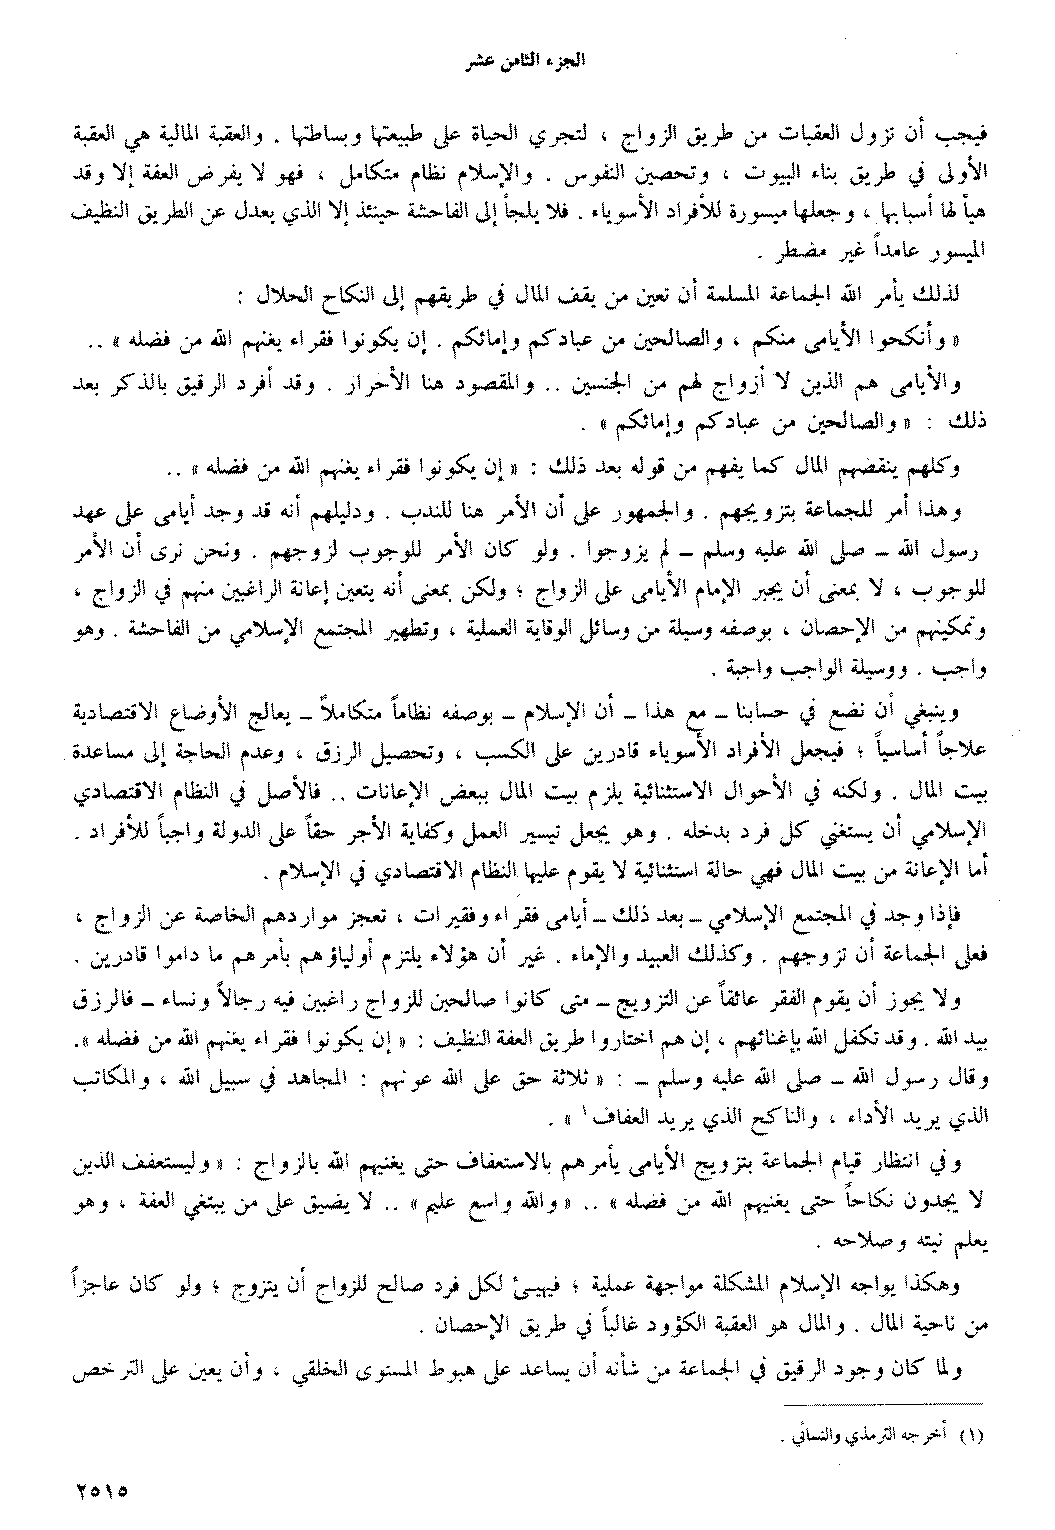 الجزء الثامن عشر
فيجب أن تزول العقبات من طريق الزواج ، لتجري الحياة على طبيعتها وبساطتها . والعقبة المالية هي العقبة
الأولى في طريق بناء البيوت ، وتحصين النفوس . والإسلام نظام متكامل ، فهو لا يفرض العفة إلا وقد
هيأ لها أسبابها ، وجعلها ميسورة للأفراد الأسوياء . فلا يلجأ إلى الفاحشة حينئذ إلا الذي يعدل عن الطريق النظيف
الميسور عامداً غير مضطر .
لذلك يأمر الله الجماعة المسلمة أن تعين من يقف المال في طريقهم إلى النكاح الحلال :
« وأنكحوا الأيامى منكم ، والصالحين من عبادكم وإمائكم . إن يكونوا فقراء يغنهم الله من فضله » ..
والأيامى هم الذين لا أزواج لهم من الجنسين .. والمقصود هنا الأحرار . وقد أفرد الرقيق بالذكر بعد
ذلك : « والصالحين من عبادكم وإمائكم » .
وكلهم ينقصهم المال كما يفهم من قوله بعد ذلك : « إن يكونوا فقراء يغنهم الله من فضله » ..
وهذا أمر للجماعة بتزويجهم . والجمهور على أن الأمر هنا للندب . ودليلهم أنه قد وجد أيامى على عهد
رسول الله – صلى الله عليه وسلم – لم يزوجوا . ولو كان الأمر للوجوب لزوجهم . ونحن نرى أن الأمر
للوجوب ، لا بمعنى أن يجبر الإمام الأيامى على الزواج ؛ ولكن بمعنى أنه يتعين إعانة الراغبين منهم في الزواج ،
وتمكينهم من الإحصان ، بوصفه وسيلة من وسائل الوقاية العملية ، وتطهير المجتمع الإسلامي من الفاحشة . وهو
واجب . ووسيلة الواجب واجبة .
وينبغي أن نضع في حسابنا – مع هذا – أن الإسلام – بوصفه نظاماً متكاملاً – يعالج الأوضاع الاقتصادية
علاجاً أساسياً ؛ فيجعل الأفراد الأسوياء قادرين على الكسب ، وتحصيل الرزق ، وعدم الحاجة إلى مساعدة
بيت المال . ولكنه في الأحوال الاستثنائية يلزم بيت المال ببعض الإعانات .. فالأصل في النظام الاقتصادي
الإسلامي أن يستغني كل فرد بدخله . وهو يجعل تيسير العمل وكفاية الأجر حقاً على الدولة واجباً للأفراد .
أما الإعانة من بيت المال فهي حالة استثنائية لا يقوم عليها النظام الاقتصادي في الإسلام .
فإذا وجد في المجتمع الإسلامي – بعد ذلك – أيامى فقراء وفقيرات ، تعجز مواردهم الخاصة عن الزواج ،
فعلى الجماعة أن تزوجهم . وكذلك العبيد والإماء . غير أن هؤلاء يلتزم أولياؤهم بأمرهم ما داموا قادرين .
ولا يجوز أن يقوم الفقر عائقاً عن التزويج – متى كانوا صالحين للزواج راغبين فيه رجالاً ونساء – فالرزق
بيد الله . وقد تكفل الله بإغنائهم ، إن هم اختاروا طريق العفة النظيف : « إن يكونوا فقراء يغنهم الله من فضله ».
وقال رسول الله – صلى الله عليه وسلم – : « ثلاثة حق على الله عونهم : المجاهد في سبيل الله ، والمكاتب
الذي يريد الأداء ، والناكح الذي يريد العفاف ١ » .
وفي انتظار قيام الجماعة بتزويج الأيامى يأمرهم بالاستعفاف حتى يغنيهم الله بالزواج : « وليستعفف الذين
لا يجدون نكاحاً حتى يغنيهم الله من فضله » .. « والله واسع عليم » .. لا يضيق على من يبتغي العفة ، وهو
يعلم نيته وصلاحه .
وهكذا يواجه الإسلام المشكلة مواجهة عملية ؛ فيهيئ لكل فرد صالح للزواج أن يتزوج ؛ ولو كان عاجزاً
من ناحية المال . والمال هو العقبة الكؤود غالباً في طريق الإحصان .
ولما كان وجود الرقيق في الجماعة من شأنه أن يساعد على هبوط المستوى الخلقي ، وأن يعين على الترخص
(١) أخرجه الترمذي والنسائي .
٢٥١٥